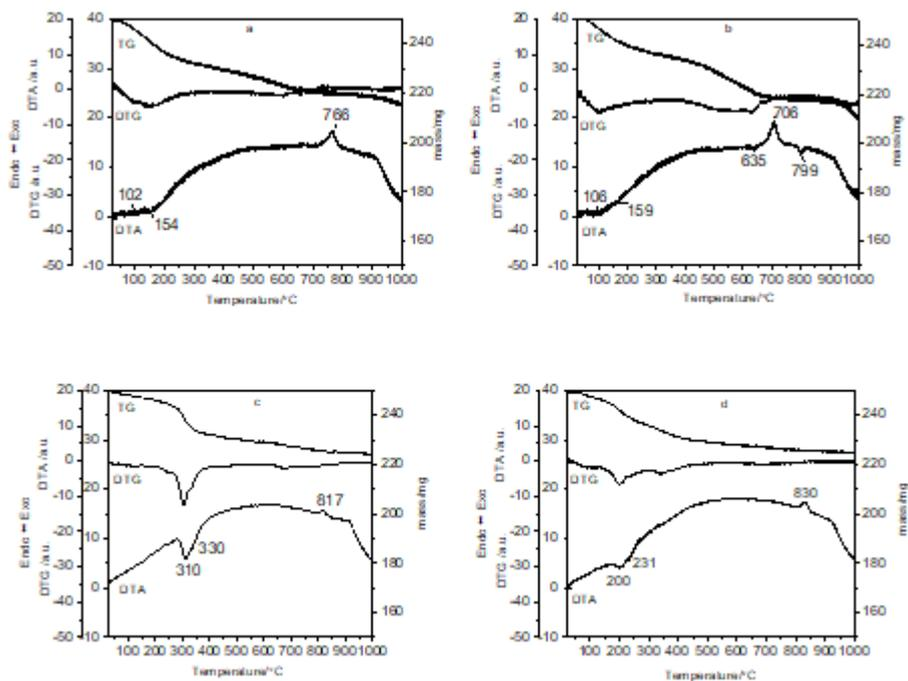 20 40 a 240
TG
10 30
0 20 220
DTG 766
-10 10 200
-20
102 180
-30 0 154
DTA
-40 160
-50 -10
100 200 300 400 500 600 700 800 900 1000
Temperature/°C
Endo Exo
DTG /a.u. DTA /a.u.
mass/mg
20 40 b 240
TG
10 30
0 20 220
DTG 706
-10 10 200
635
-20 799
106 180
-30 0 159
DTA
-40 160
-50 -10
100 200 300 400 500 600 700 800 900 1000
Temperature/°C
Endo Exo
DTG /a.u. DTA /a.u.
mass/mg
20 40 c 240
TG
10 30
0 220
DTG
-10 20 817 200
-20 10 330
310 180
-30 0
DTA
-40 160
-50 -10
100 200 300 400 500 600 700 800 900 1000
Temperature/°C
Endo Exo
DTG /a.u. DTA /a.u.
mass/mg
20 40 d 240
TG
10 30
0 220
DTG
-10 20 830 200
-20 10 231
200 180
-30 0
DTA
-40 160
-50 -10
100 200 300 400 500 600 700 800 900 1000
Temperature/°C
Endo Exo
DTG /a.u. DTA /a.u.
mass/mg